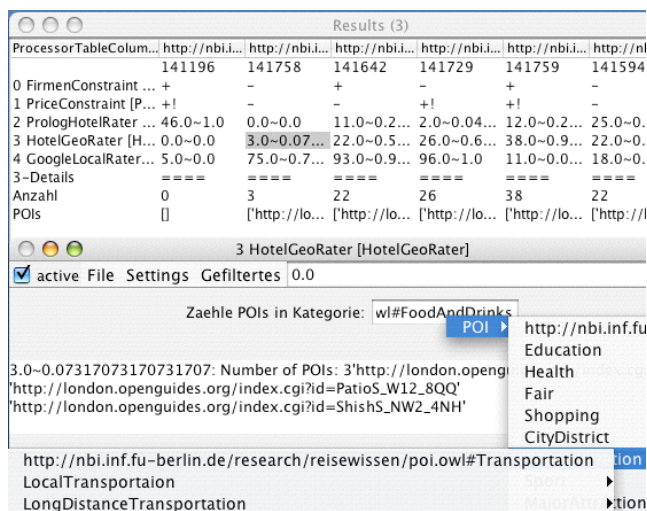 Results (3)
ProcessorTableColum... http://nbi.i... http://nbi.i... http://nbi.i... http://nbi.i... http://nbi.i... http://n
141196 141758 141642 141729 141759 141594
0 FirmenConstraint ... + – + – + –
1 PriceConstraint [P... +! – – +! +! –
2 PrologHotelRater ... 46.0~1.0 0.0~0.0 11.0~0.2... 2.0~0.04... 12.0~0.2... 25.0~0.
3 HotelGeoRater [H... 0.0~0.0 3.0~0.07... 22.0~0.5... 26.0~0.6... 38.0~0.9... 22.0~0.
4 GoogleLocalRater... 5.0~0.0 75.0~0.7... 93.0~0.9... 96.0~1.0 11.0~0.0... 18.0~0.
3-Details ==== ==== ==== ==== ==== ====
Anzahl 0 3 22 26 38 22
POIs [] ['http://lo... ['http://lo... ['http://lo... ['http://lo... ['http://l
3 HotelGeoRater [HotelGeoRater]
active File Settings Gefiltertes 0.0
Zaehle POIs in Kategorie: wl#FoodAndDrinks
POI
http://nbi.inf.fu
Education
Health
Fair
Shopping
CityDistrict
tion
Sport
MajorAttraction
3.0~0.07317073170731707: Number of POIs: 3'http://london.openg
'http://london.openguides.org/index.cgi?id=PatioS_W12_8QQ'
'http://london.openguides.org/index.cgi?id=ShishS_NW2_4NH'
http://nbi.inf.fu-berlin.de/research/reisewissen/poi.owl#Transportation
LocalTransportaion
LongDistanceTransportation